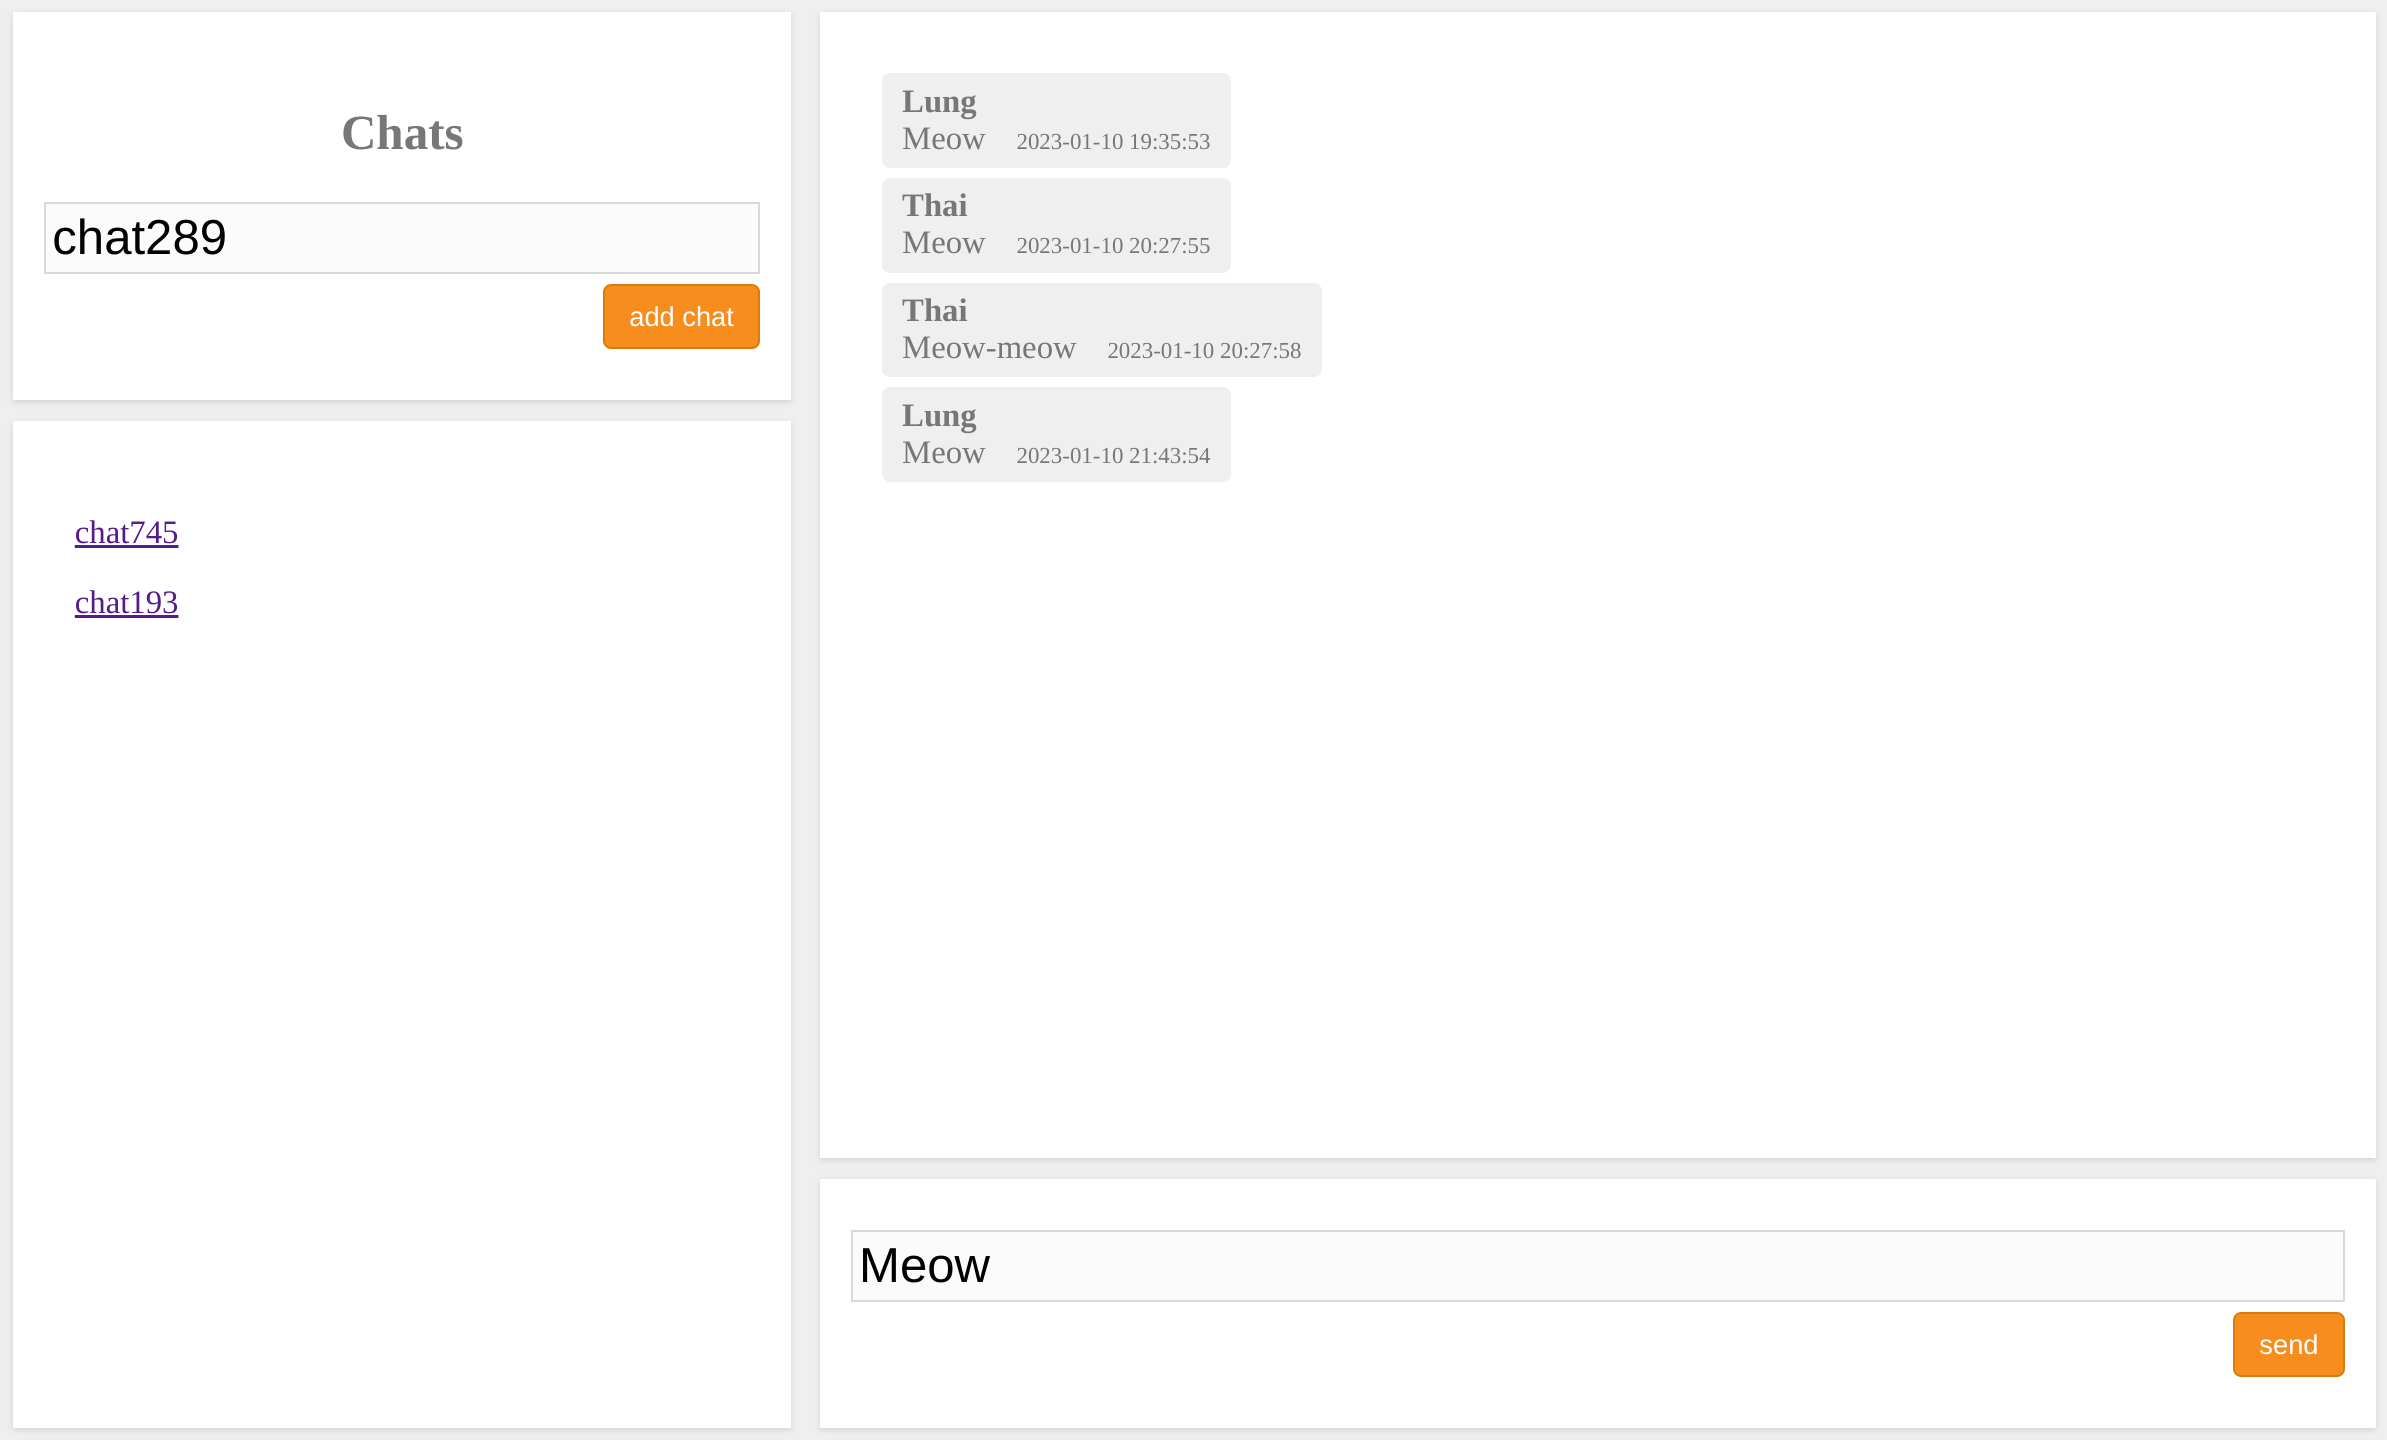 Chats
chat289
add chat
chat745
chat193
Lung
Meow 2023-01-10 19:35:53
Thai
Meow 2023-01-10 20:27:55
Thai
Meow-meow 2023-01-10 20:27:58
Lung
Meow 2023-01-10 21:43:54
Meow
send